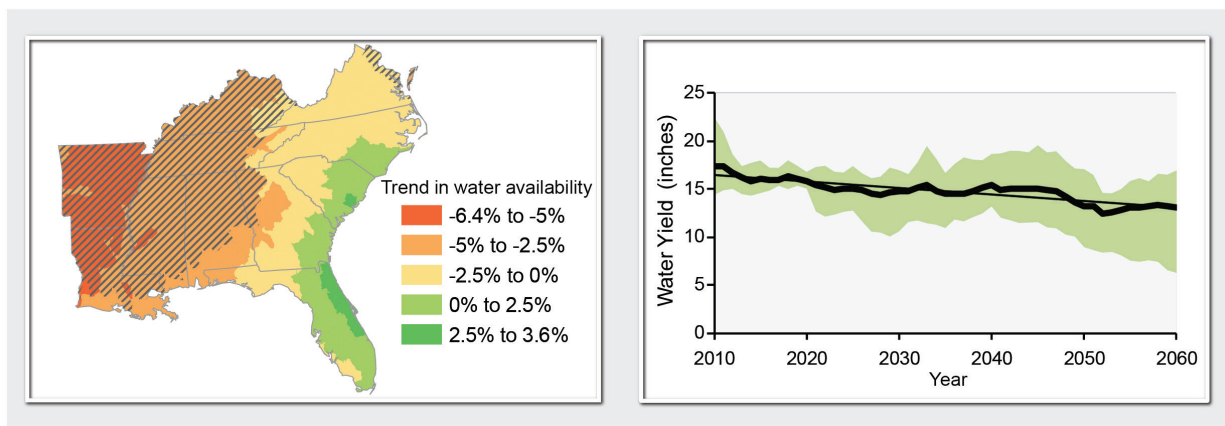 Trend in water availability
-6.4% to -5%
-5% to -2.5%
-2.5% to 0%
0% to 2.5%
2.5% to 3.6%
Water Yield (inches)
25
20
15
10
5
0
2010 2020 2030 2040 2050 2060
Year